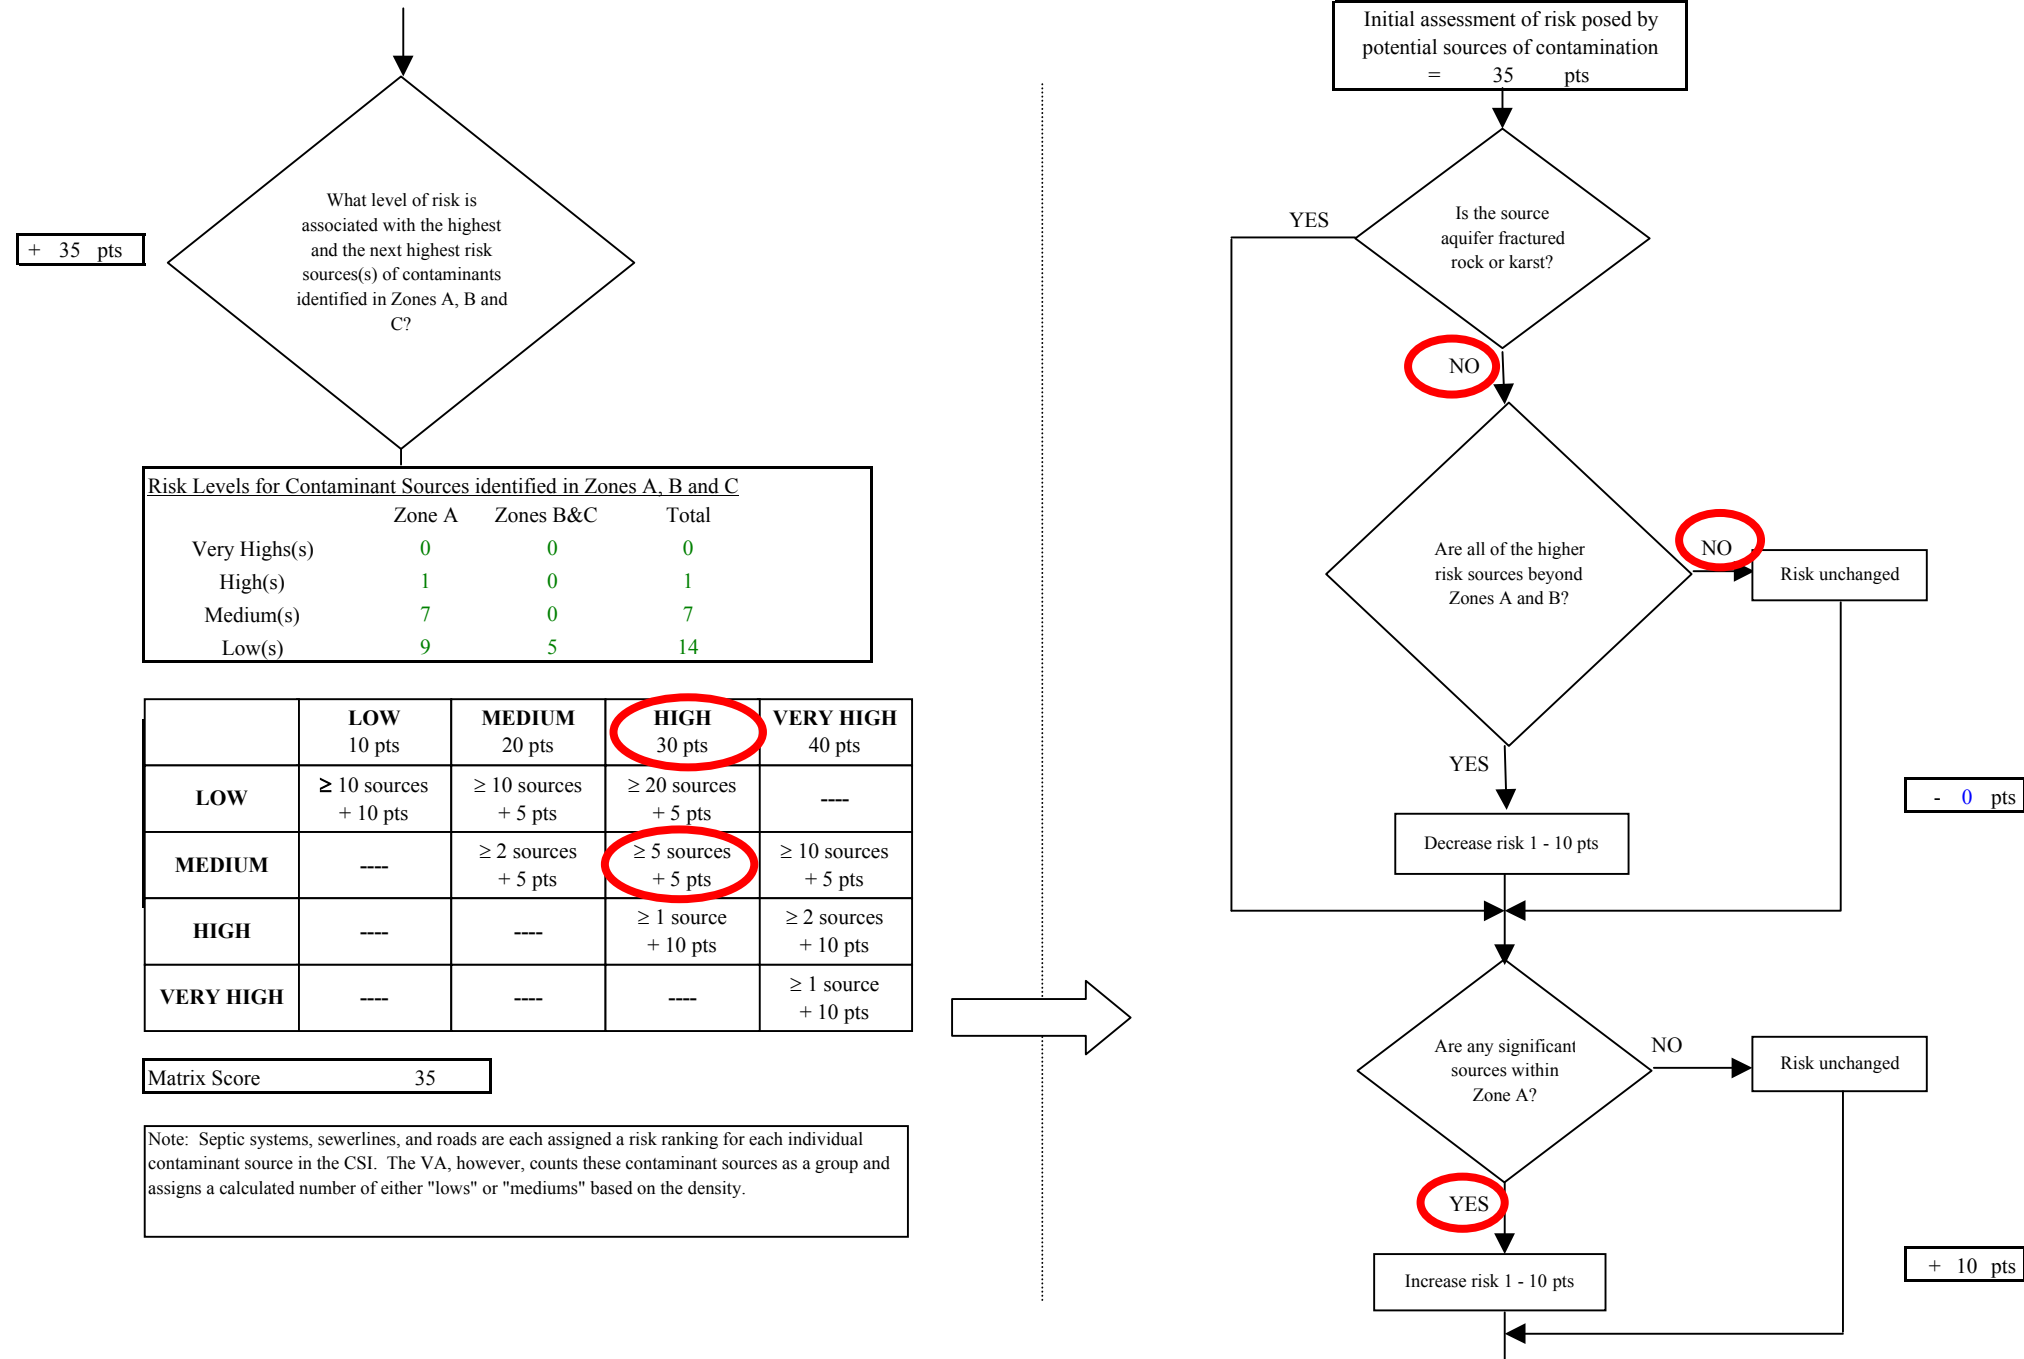 + 35 pts
What level of risk is
associated with the highest
and the next highest risk
sources(s) of contaminants
identified in Zones A, B and
C?
Risk Levels for Contaminant Sources identified in Zones A, B and C
Zone A Zones B&C Total
Very Highs(s) 0 0 0
High(s) 1 0 1
Medium(s) 7 0 7
Low(s) 9 5 14
LOW MEDIUM HIGH VERY HIGH
10 pts 20 pts 30 pts 40 pts
LOW ≥ 10 sources ≥ 10 sources ≥ 20 sources ----
+ 10 pts + 5 pts + 5 pts
MEDIUM ---- ≥ 2 sources ≥ 5 sources ≥ 10 sources
+ 5 pts + 5 pts + 5 pts
HIGH ---- ---- ≥ 1 source ≥ 2 sources
+ 10 pts + 10 pts
VERY HIGH ---- ---- ---- ≥ 1 source
+ 10 pts
Matrix Score 35
Note: Septic systems, sewerlines, and roads are each assigned a risk ranking for each individual
contaminant source in the CSI. The VA, however, counts these contaminant sources as a group and
assigns a calculated number of either "lows" or "mediums" based on the density.
Initial assessment of risk posed by
potential sources of contamination
= 35 pts
YES
Is the source
aquifer fractured
rock or karst?
NO
Are all of the higher
risk sources beyond
Zones A and B?
NO
Risk unchanged
YES
- 0 pts
Decrease risk 1 - 10 pts
Are any significant
sources within
Zone A?
NO
Risk unchanged
YES
+ 10 pts
Increase risk 1 - 10 pts